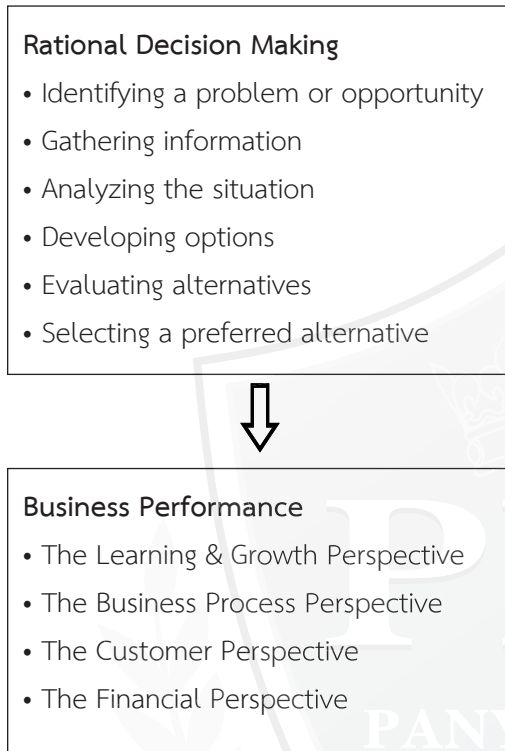 Rational Decision Making
• Identifying a problem or opportunity
• Gathering information
• Analyzing the situation
• Developing options
• Evaluating alternatives
• Selecting a preferred alternative
Business Performance
• The Learning & Growth Perspective
• The Business Process Perspective
• The Customer Perspective
• The Financial Perspective